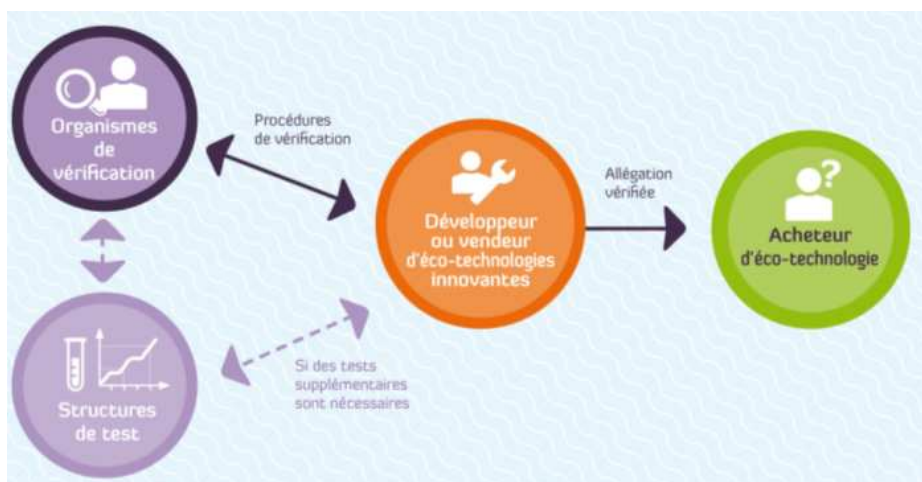 Organismes
de
vérification
Procédures
de vérification
Développeur
ou vendeur
d'éco-technologies
innovantes
Allégation
vérifiée
Acheteur
d'éco-technologie
Structures
de test
Si des tests
supplémentaires
sont nécessaires
?